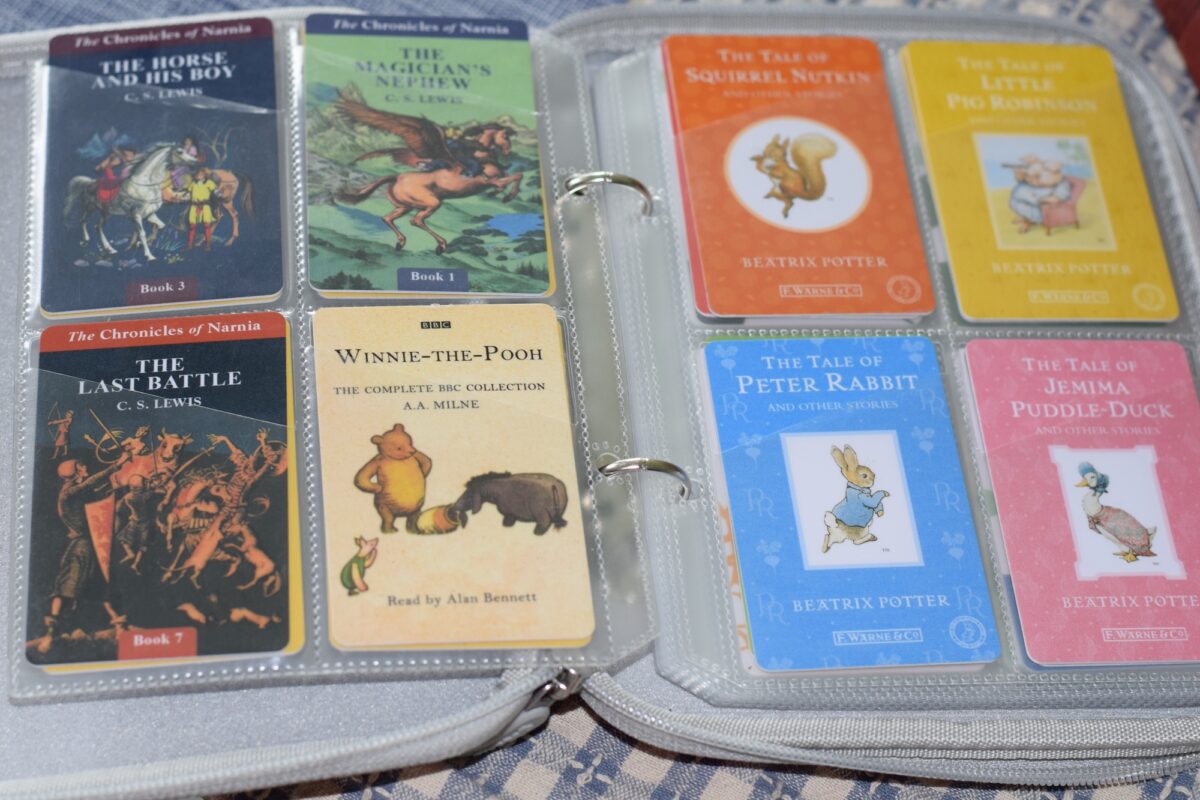 The Chronicles of Narnia
THE HORSE
AND HIS BOY
C. S. LEWIS
Book 3
The Chronicles of Narnia
THE
MAGICIAN'S
NEPHEW
C. S. LEWIS
Book 1
The Chronicles of Narnia
THE
LAST BATTLE
C. S. LEWIS
Book 7
BBC
WINNIE-THE-POOH
THE COMPLETE BBC COLLECTION
A.A. MILNE
Read by Alan Bennett
THE TALE OF
SQUIRREL NUTKIN
AND OTHER STORIES
BEATRIX POTTER
F. WARNE & Co
THE TALE OF
LITTLE
PIG ROBINSON
AND OTHER STORIES
BEATRIX POTTER
F. WARNE & Co
THE TALE OF
PETER RABBIT
AND OTHER STORIES
BEATRIX POTTER
F. WARNE & Co
THE TALE OF
JEMIMA
PUDDLE-DUCK
AND OTHER STORIES
BEATRIX POTTE
F. WARNE & Co